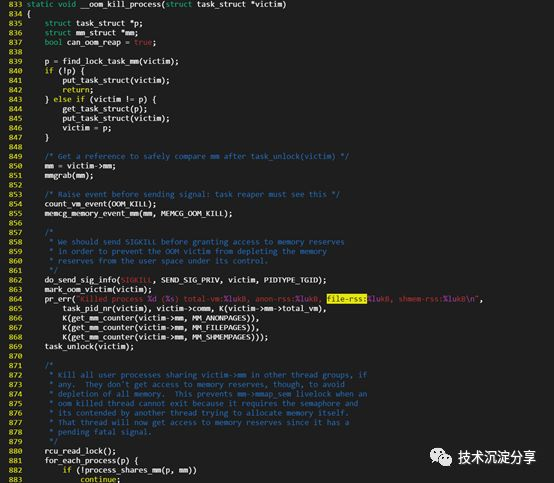 833 static void __oom_kill_process(struct task_struct *victim)
834 {
835     struct task_struct *p;
836     struct mm_struct *mm;
837     bool can_oom_reap = true;
838
839     p = find_lock_task_mm(victim);
840     if (!p) {
841         put_task_struct(victim);
842         return;
843     } else if (victim != p) {
844         get_task_struct(p);
845         put_task_struct(victim);
846         victim = p;
847     }
848
849     /* Get a reference to safely compare mm after task_unlock(victim) */
850     mm = victim->mm;
851     mmgrab(mm);
852
853     /* Raise event before sending signal: task reaper must see this */
854     count_vm_event(OOM_KILL);
855     memcg_memory_event_mm(mm, MEMCG_OOM_KILL);
856
857     /*
858      * We should send SIGKILL before granting access to memory reserves
859      * in order to prevent the OOM victim from depleting the memory
860      * reserves from the user space under its control.
861      */
862     do_send_sig_info(SIGKILL, SEND_SIG_PRIV, victim, PIDTYPE_TGID);
863     mark_oom_victim(victim);
864     pr_err("Killed process %d (%s) total-vm:%lukB, anon-rss:%lukB, file-rss:%lukB, shmem-rss:%lukB\n",
865         task_pid_nr(victim), victim->comm, K(victim->mm->total_vm),
866         K(get_mm_counter(victim->mm, MM_ANONPAGES)),
867         K(get_mm_counter(victim->mm, MM_FILEPAGES)),
868         K(get_mm_counter(victim->mm, MM_SHMEMPAGES)));
869     task_unlock(victim);
870
871     /*
872      * Kill all user processes sharing victim->mm in other thread groups, if
873      * any.  They don't get access to memory reserves, though, to avoid
874      * depletion of all memory.  This prevents mm->mmap_sem livelock when an
875      * oom killed thread cannot exit because it requires the semaphore and
876      * its contended by another thread trying to allocate memory itself.
877      * That thread will now get access to memory reserves since it has a
878      * pending fatal signal.
879      */
880     rcu_read_lock();
881     for_each_process(p) {
882         if (!process_shares_mm(p, mm))
883             continue;
技术沉淀分享